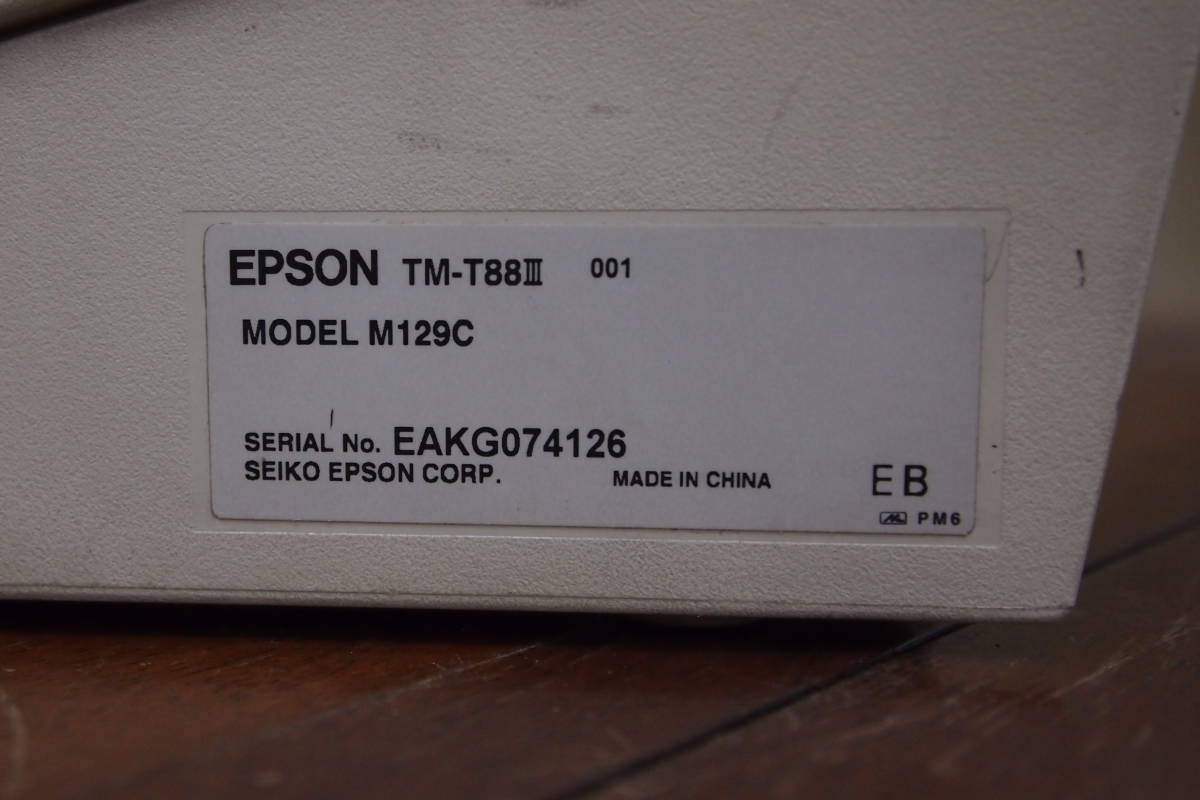 EPSON TM-T88Ⅲ 001
MODEL M129C
SERIAL No. EAKG074126
SEIKO EPSON CORP. MADE IN CHINA
EB
PM6